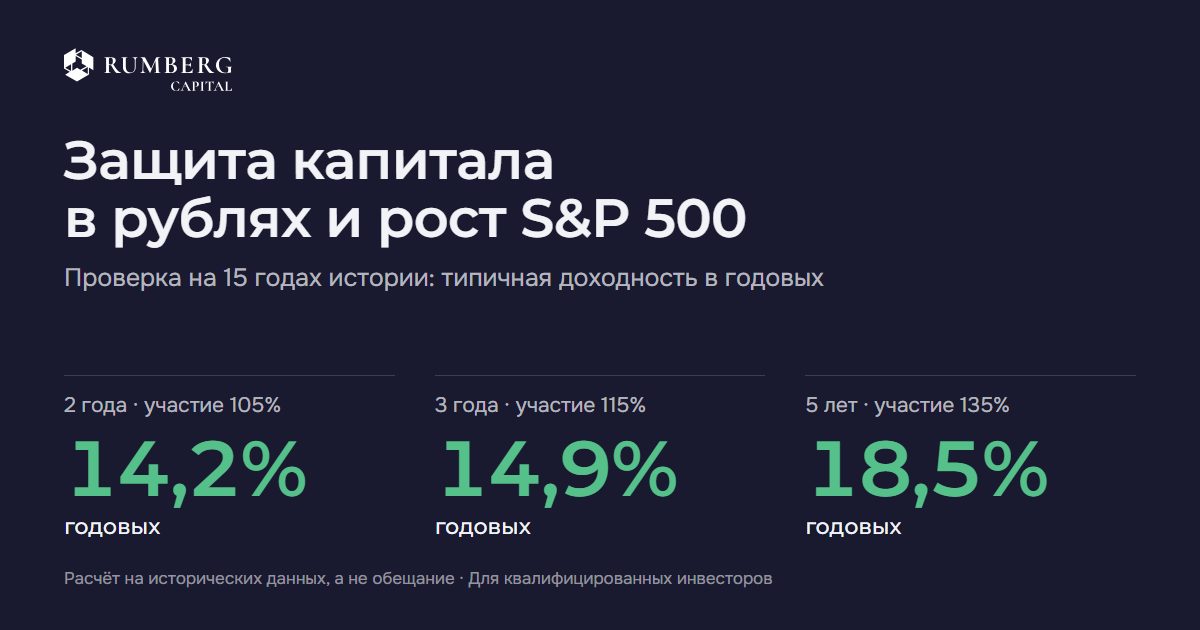 RUMBERG
CAPITAL
Защита капитала
в рублях и рост S&P 500
Проверка на 15 годах истории: типичная доходность в годовых
2 года · участие 105%
14,2%
годовых
3 года · участие 115%
14,9%
годовых
5 лет · участие 135%
18,5%
годовых
Расчёт на исторических данных, а не обещание · Для квалифицированных инвесторов